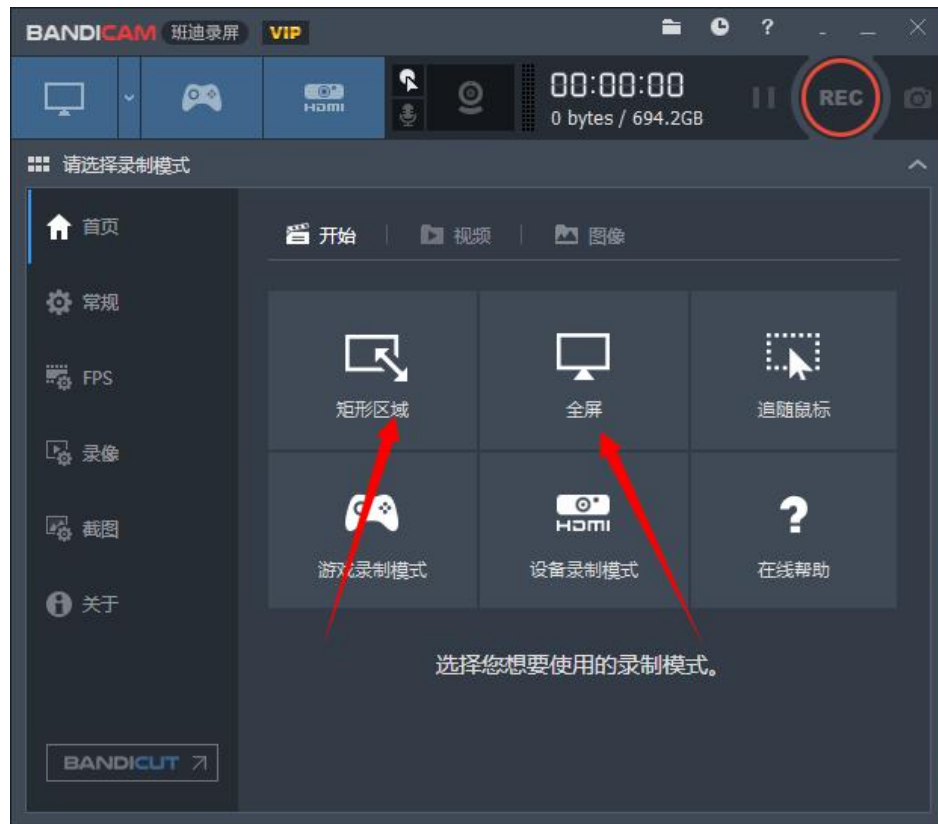 BANDICAM 班迪录屏 VIP ?
HDMI 00:00:00 REC
0 bytes / 694.2GB
请选择录制模式
首页
开始 视频 图像
常规
FPS
矩形区域 全屏 追随鼠标
录像
截图
HDMI ?
游戏录制模式 设备录制模式 在线帮助
关于
选择您想要使用的录制模式。
BANDICUT